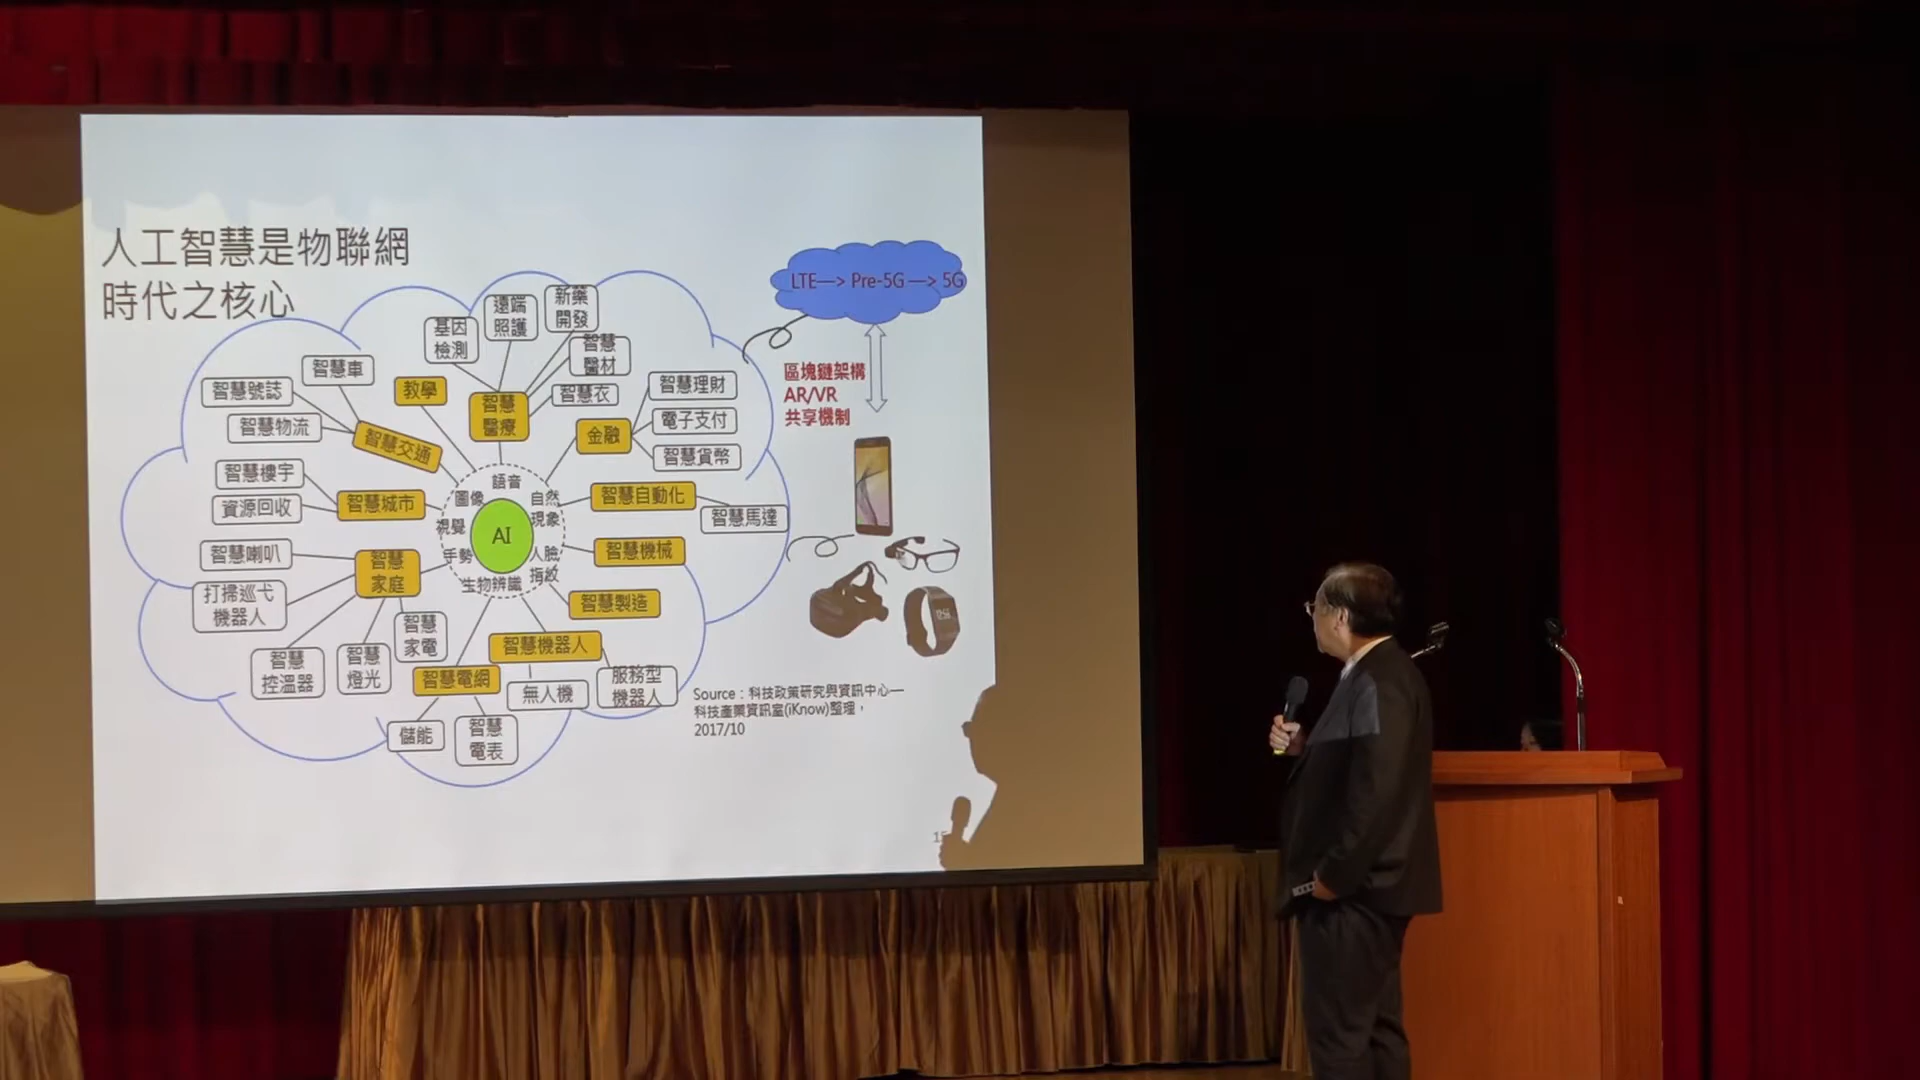 人工智慧是物聯網
時代之核心
LTE—> Pre-5G —> 5G
區塊鏈架構
AR/VR
共享機制
基因
檢測
遠端
照護
新藥
開發
智慧
醫材
智慧衣
智慧
醫療
教學
智慧車
智慧號誌
智慧物流
智慧交通
智慧理財
電子支付
智慧貨幣
金融
智慧樓宇
資源回收
智慧城市
智慧自動化
智慧馬達
智慧機械
智慧製造
語音
圖像
自然
現象
視覺
AI
手勢
人臉
指紋
生物辨識
智慧喇叭
打掃巡弋
機器人
智慧
家庭
智慧
控溫器
智慧
燈光
智慧
家電
智慧電網
儲能
智慧
電表
智慧機器人
無人機
服務型
機器人
Source：科技政策研究與資訊中心—
科技產業資訊室(iKnow)整理，
2017/10